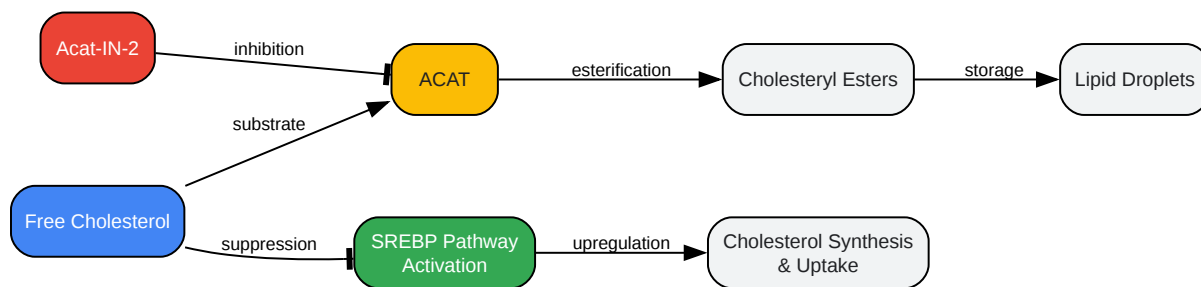 Acat-IN-2
inhibition
ACAT
esterification
Cholesteryl Esters
storage
Lipid Droplets
substrate
Free Cholesterol
suppression
SREBP Pathway
Activation
upregulation
Cholesterol Synthesis
& Uptake